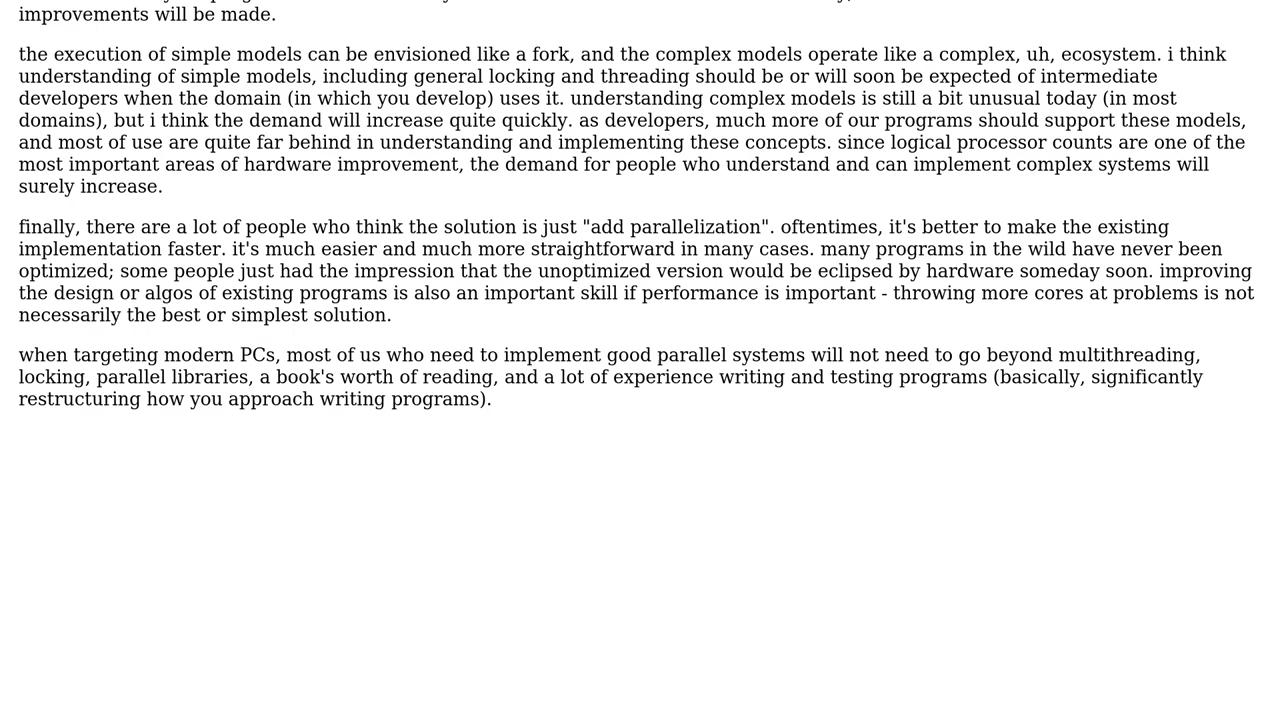 improvements will be made.
the execution of simple models can be envisioned like a fork, and the complex models operate like a complex, uh, ecosystem. i think
understanding of simple models, including general locking and threading should be or will soon be expected of intermediate
developers when the domain (in which you develop) uses it. understanding complex models is still a bit unusual today (in most
domains), but i think the demand will increase quite quickly. as developers, much more of our programs should support these models,
and most of use are quite far behind in understanding and implementing these concepts. since logical processor counts are one of the
most important areas of hardware improvement, the demand for people who understand and can implement complex systems will
surely increase.
finally, there are a lot of people who think the solution is just "add parallelization". oftentimes, it's better to make the existing
implementation faster. it's much easier and much more straightforward in many cases. many programs in the wild have never been
optimized; some people just had the impression that the unoptimized version would be eclipsed by hardware someday soon. improving
the design or algos of existing programs is also an important skill if performance is important - throwing more cores at problems is not
necessarily the best or simplest solution.
when targeting modern PCs, most of us who need to implement good parallel systems will not need to go beyond multithreading,
locking, parallel libraries, a book's worth of reading, and a lot of experience writing and testing programs (basically, significantly
restructuring how you approach writing programs).